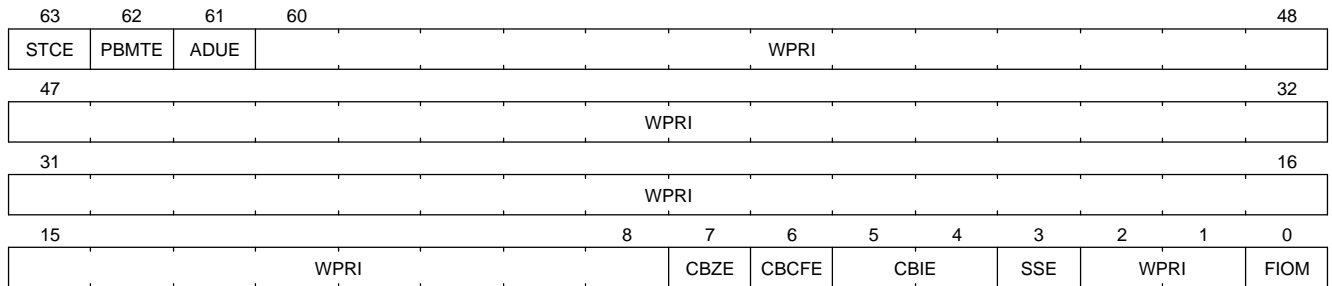 63 62 61 60 48
STCE PBMTE ADUE WPRI
47 32
WPRI
31 16
WPRI
15 8 7 6 5 4 3 2 1 0
WPRI CBZE CBCFE CBIE SSE WPRI FIOM